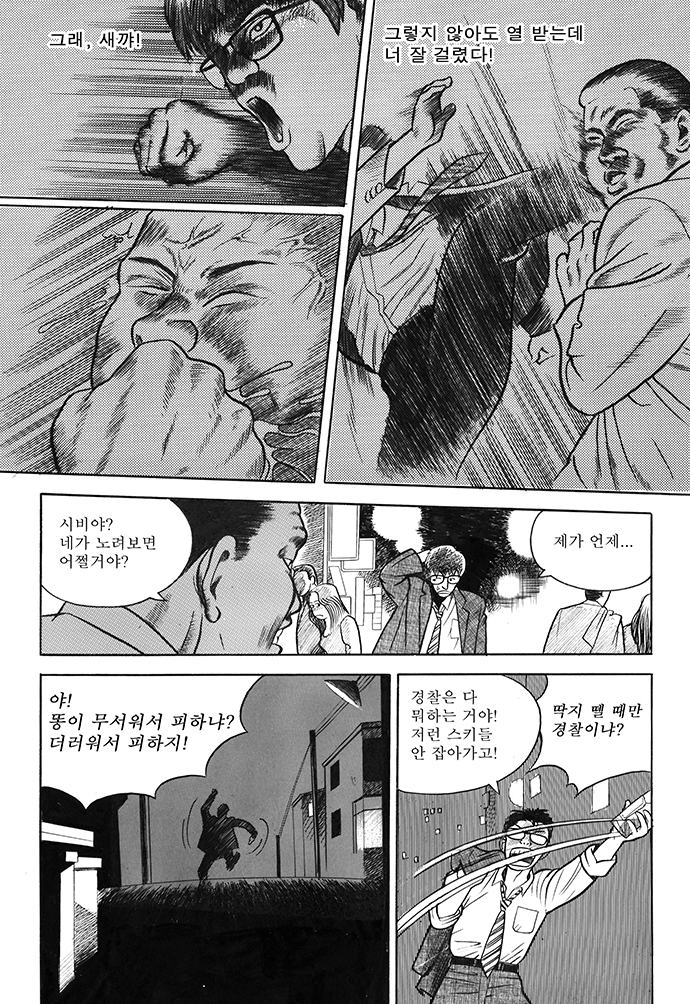 그래, 새꺄!
그렇지 않아도 열 받는데
너 잘 걸렸다!
시비야?
네가 노려보면
어쩔거야?
제가 언제...
야!
똥이 무서워서 피하냐?
더러워서 피하지!
경찰은 다
뭐하는 거야!
저런 스키들
안 잡아가고!
딱지 뗄 때만
경찰이냐?